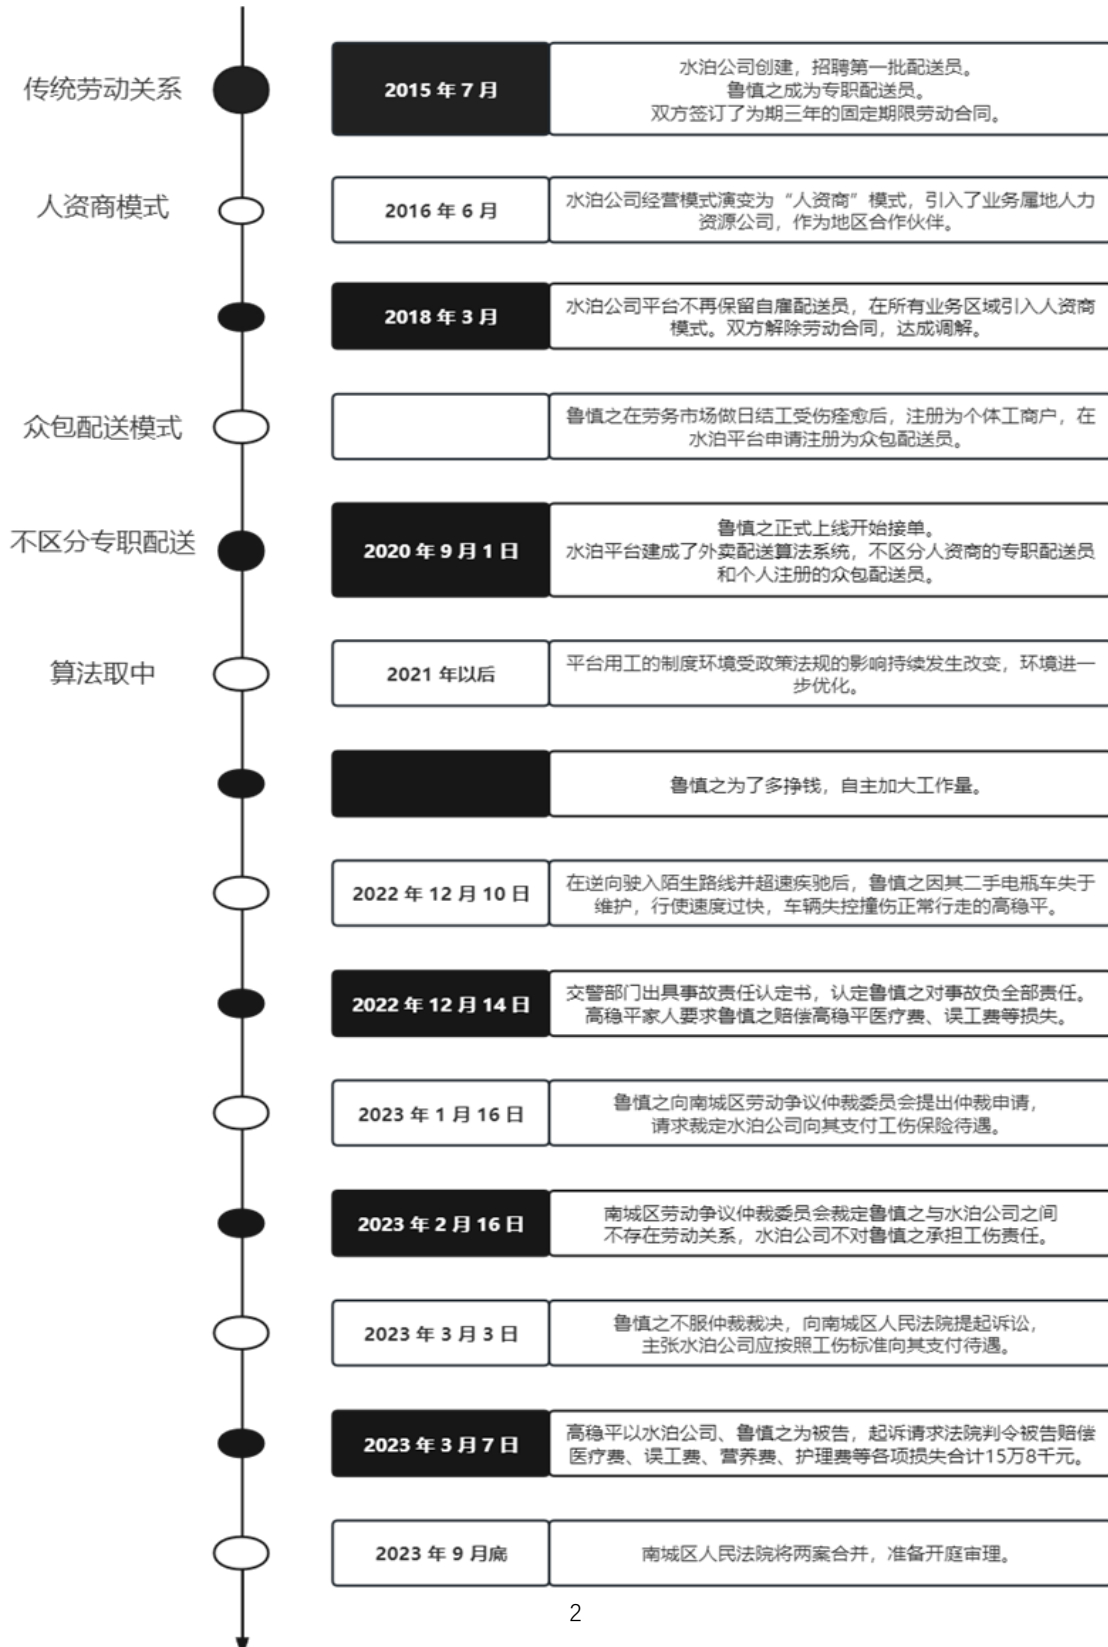 传统劳动关系
2015 年 7 月
水泊公司创建，招聘第一批配送员。
鲁慎之成为专职配送员。
双方签订了为期三年的固定期限劳动合同。
人资商模式
2016 年 6 月
水泊公司经营模式演变为“人资商”模式，引入了业务属地人力
资源公司，作为地区合作伙伴。
2018 年 3 月
水泊公司平台不再保留自雇配送员，在所有业务区域引入人资商
模式。双方解除劳动合同，达成调解。
众包配送模式
鲁慎之在劳务市场做日结工受伤痊愈后，注册为个体工商户，在
水泊平台申请注册为众包配送员。
不区分专职配送
2020 年 9 月 1 日
鲁慎之正式上线开始接单。
水泊平台建成了外卖配送算法系统，不区分人资商的专职配送员
和个人注册的众包配送员。
算法取中
2021 年以后
平台用工的制度环境受政策法规的影响持续发生改变，环境进一
步优化。
鲁慎之为了多挣钱，自主加大工作量。
2022 年 12 月 10 日
在逆向驶入陌生路线并超速疾驰后，鲁慎之因其二手电瓶车失于
维护，行使速度过快，车辆失控撞伤正常行走的高稳平。
2022 年 12 月 14 日
交警部门出具事故责任认定书，认定鲁慎之对事故负全部责任。
高稳平家人要求鲁慎之赔偿高稳平医疗费、误工费等损失。
2023 年 1 月 16 日
鲁慎之向南城区劳动争议仲裁委员会提出仲裁申请，
请求裁定水泊公司向其支付工伤保险待遇。
2023 年 2 月 16 日
南城区劳动争议仲裁委员会裁定鲁慎之与水泊公司之间
不存在劳动关系，水泊公司不对鲁慎之承担工伤责任。
2023 年 3 月 3 日
鲁慎之不服仲裁裁决，向南城区人民法院提起诉讼，
主张水泊公司应按照工伤标准向其支付待遇。
2023 年 3 月 7 日
高稳平以水泊公司、鲁慎之为被告，起诉请求法院判令被告赔偿
医疗费、误工费、营养费、护理费等各项损失合计15万8千元。
2023 年 9 月底
南城区人民法院将两案合并，准备开庭审理。
2